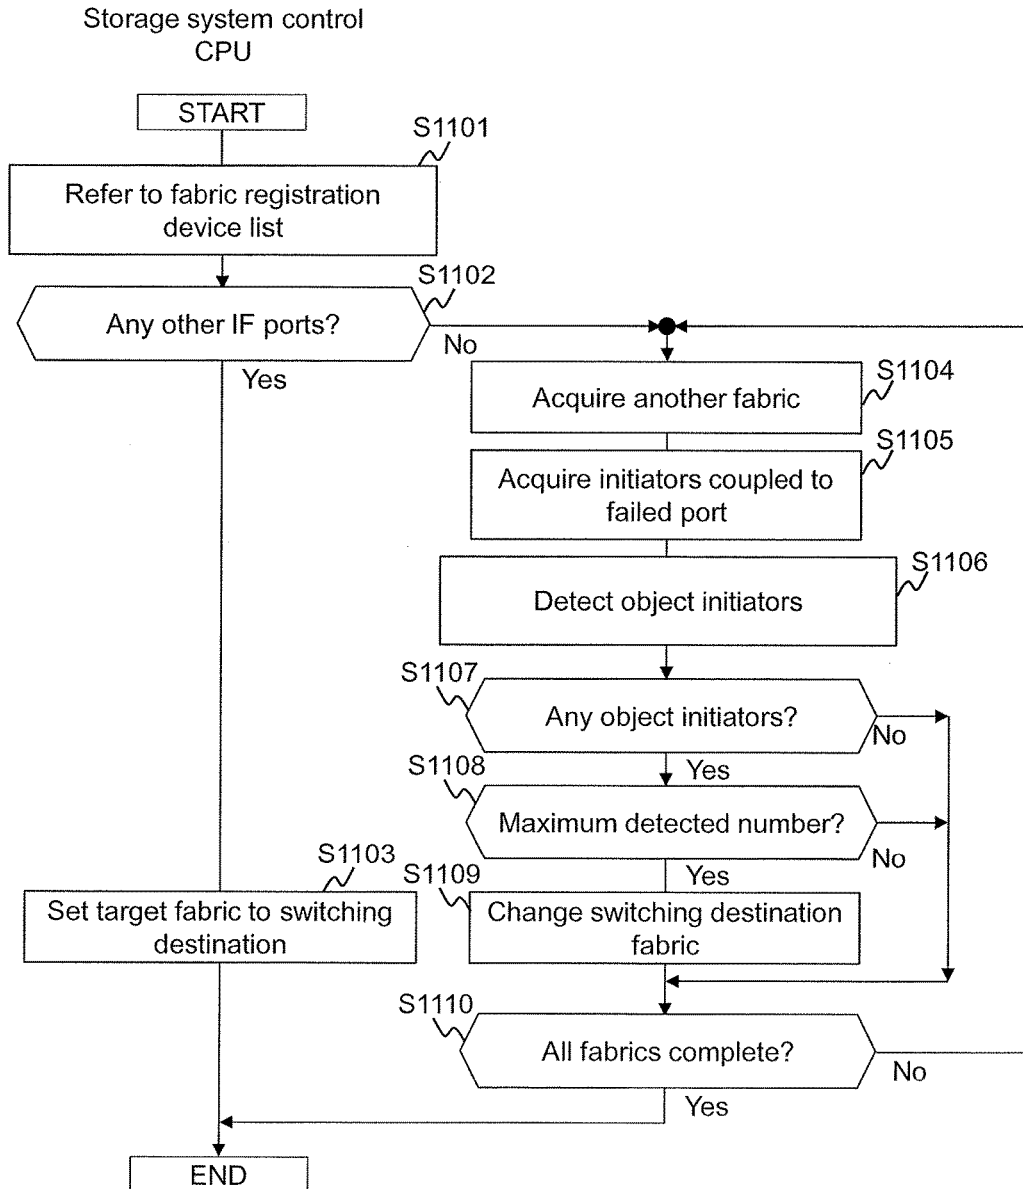 Storage system control
CPU
START
S1101
Refer to fabric registration
device list
S1102
Any other IF ports?
No
Yes
S1104
Acquire another fabric
S1105
Acquire initiators coupled to
failed port
S1106
Detect object initiators
S1107
Any object initiators?
No
Yes
S1108
Maximum detected number?
No
Yes
S1103
Set target fabric to switching
destination
S1109
Change switching destination
fabric
S1110
All fabrics complete?
No
Yes
END